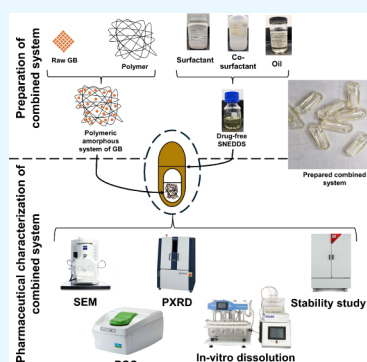 Preparation of
combined system
Raw GB
Polymer
Surfactant
Co-
surfactant
Oil
Polymeric
amorphous
system of GB
Drug-free
SNEDDS
Prepared combined
system
Pharmaceutical characterization of
combined system
SEM
PXRD
Stability study
In-vitro dissolution